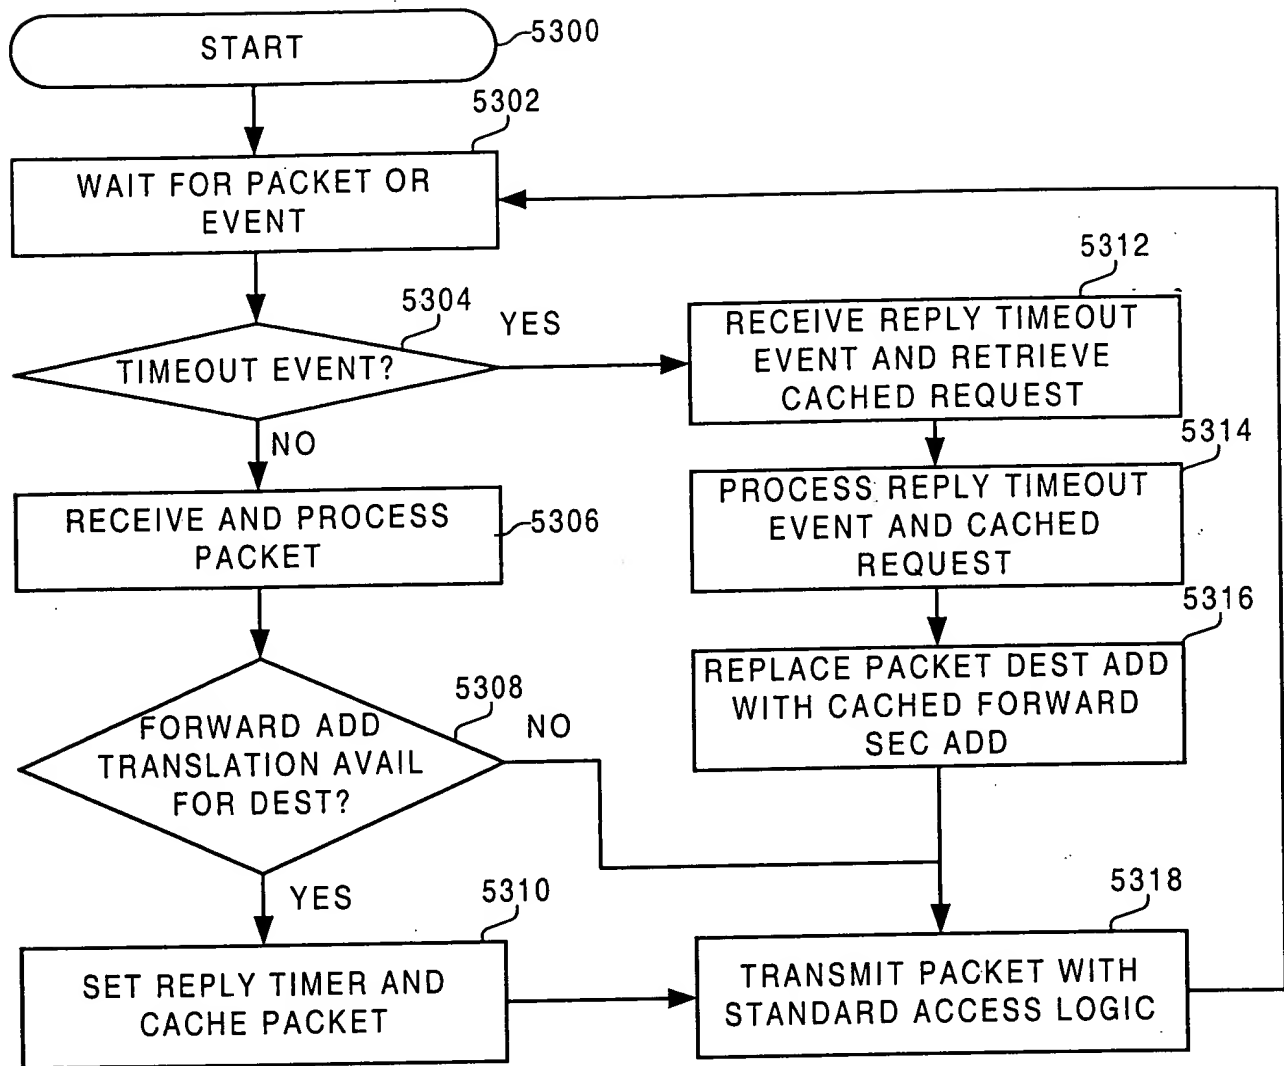 START
5300
5302
WAIT FOR PACKET OR
EVENT
5304
TIMEOUT EVENT?
YES
NO
5312
RECEIVE REPLY TIMEOUT
EVENT AND RETRIEVE
CACHED REQUEST
RECEIVE AND PROCESS
PACKET
5306
5314
PROCESS REPLY TIMEOUT
EVENT AND CACHED
REQUEST
5316
REPLACE PACKET DEST ADD
WITH CACHED FORWARD
SEC ADD
5308
FORWARD ADD
TRANSLATION AVAIL
FOR DEST?
NO
YES
5310
SET REPLY TIMER AND
CACHE PACKET
5318
TRANSMIT PACKET WITH
STANDARD ACCESS LOGIC